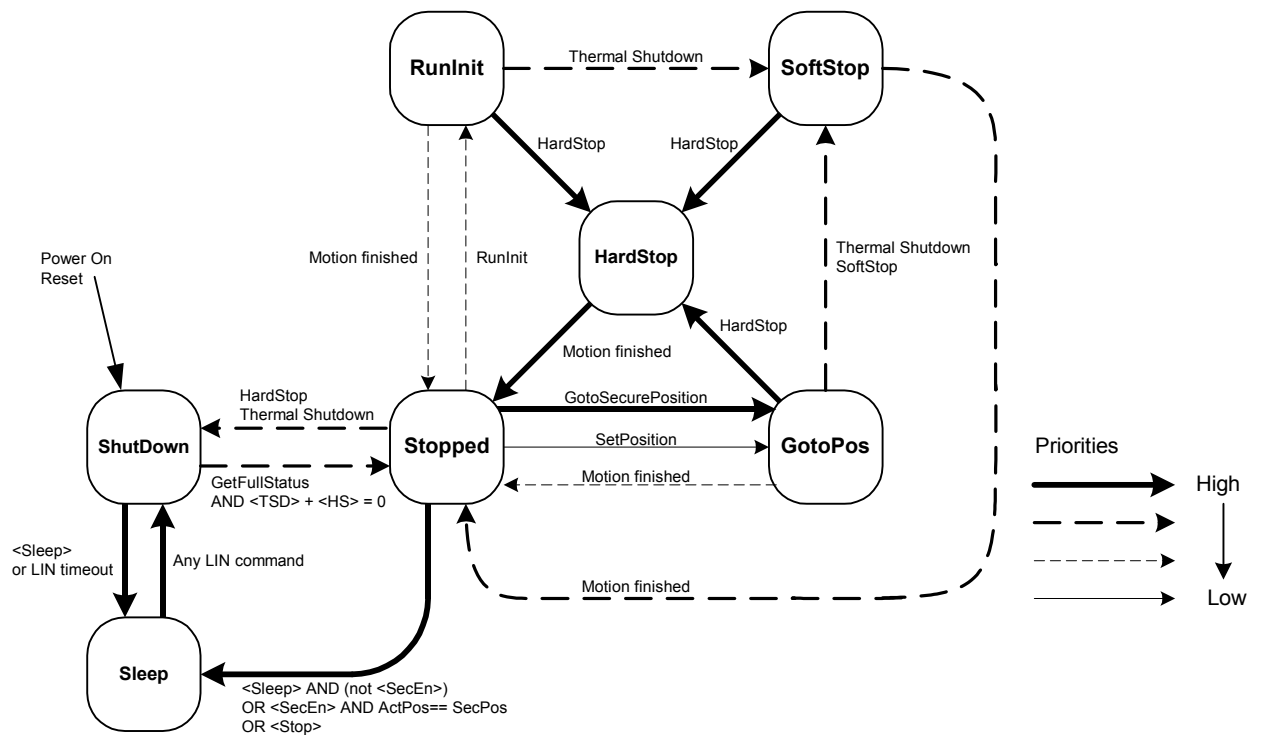 RunInit
Thermal Shutdown
SoftStop
HardStop
HardStop
HardStop
Motion finished
RunInit
Thermal Shutdown
SoftStop
Power On
Reset
HardStop
Motion finished
HardStop
Thermal Shutdown
GotoSecurePosition
ShutDown
Stopped
SetPosition
GotoPos
Motion finished
GetFullStatus
AND <TSD> + <HS> = 0
Priorities
High
Low
<Sleep>
or LIN timeout
Any LIN command
Motion finished
Sleep
<Sleep> AND (not <SecEn>)
OR <SecEn> AND ActPos== SecPos
OR <Stop>